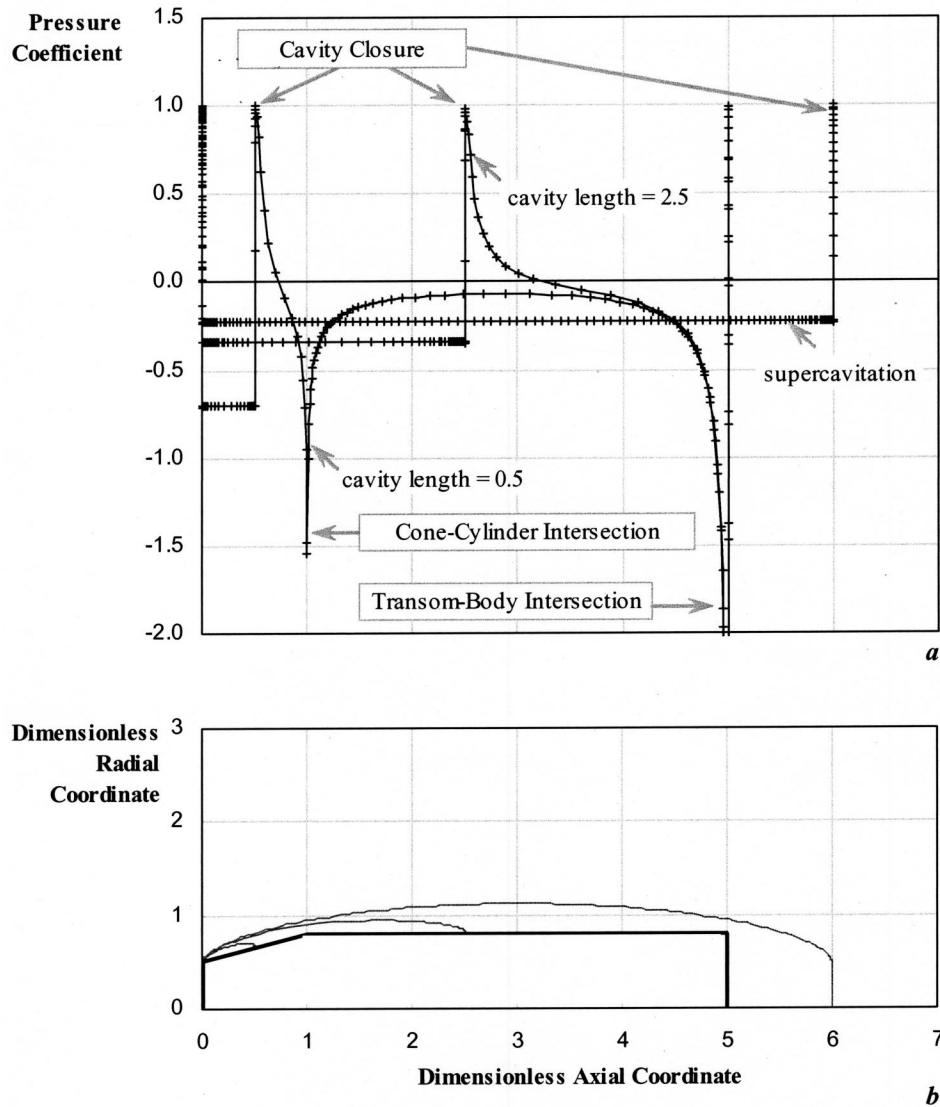 Pressure
Coefficient
1.5
1.0
0.5
0.0
-0.5
-1.0
-1.5
-2.0
Cavity Closure
cavity length = 2.5
supercavitation
cavity length = 0.5
Cone-Cylinder Intersection
Transom-Body Intersection
a
Dimensionless
Radial
Coordinate
3
2
1
0
0 1 2 3 4 5 6 7
Dimensionless Axial Coordinate
b